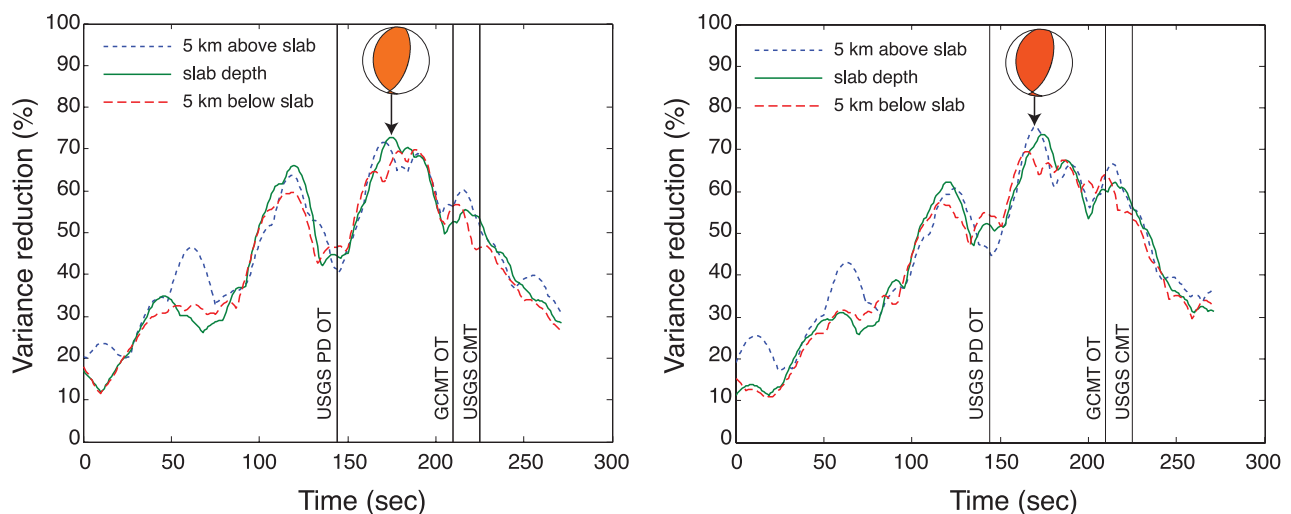 Variance reduction (%)
100
90
80
70
60
50
40
30
20
10
0
5 km above slab
slab depth
5 km below slab
USGS PD OT
GCMT OT
USGS CMT
0
50
100
150
200
250
300
Time (sec)
Variance reduction (%)
100
90
80
70
60
50
40
30
20
10
0
5 km above slab
slab depth
5 km below slab
USGS PD OT
GCMT OT
USGS CMT
0
50
100
150
200
250
300
Time (sec)